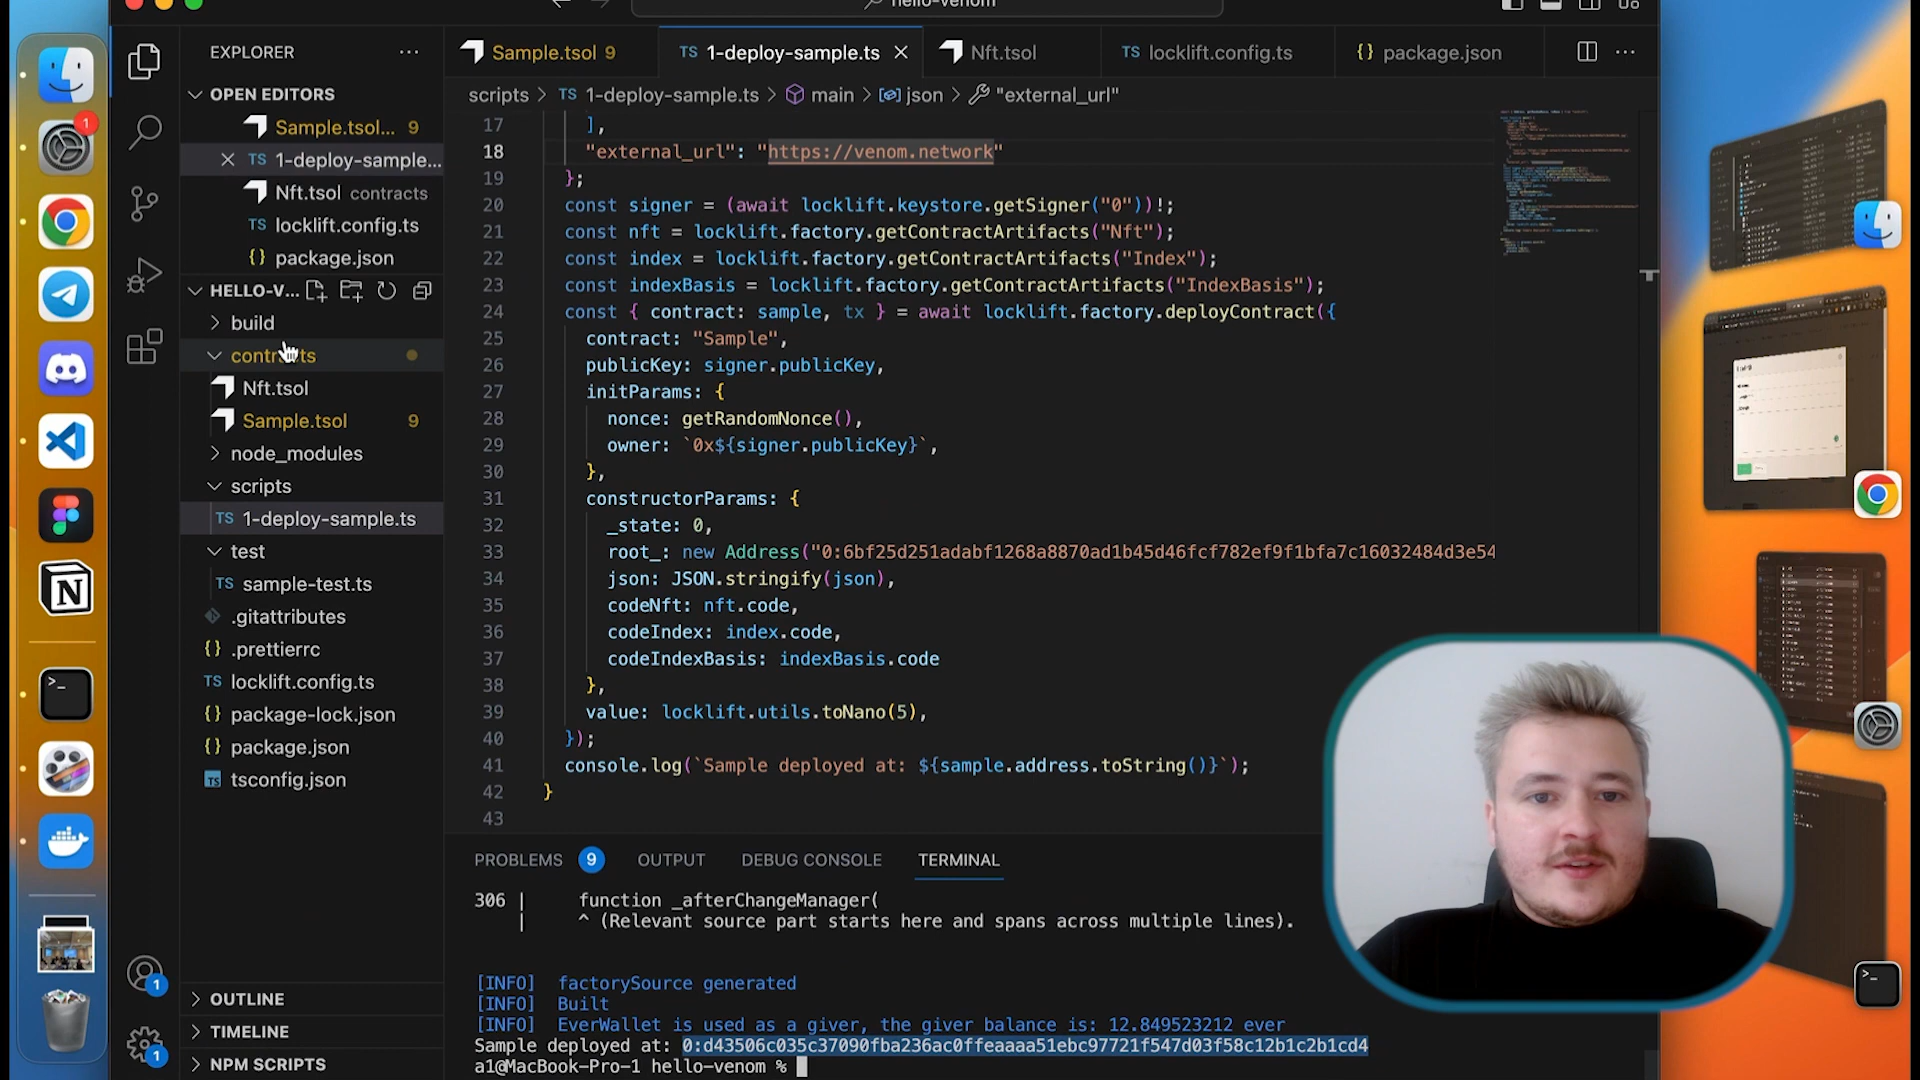 hello-venom
EXPLORER
Sample.tsol 9
TS 1-deploy-sample.ts
Nft.tsol
TS locklift.config.ts
{} package.json
OPEN EDITORS
scripts > TS 1-deploy-sample.ts > main > json > "external_url"
Sample.tsol... 9
TS 1-deploy-sample...
Nft.tsol contracts
TS locklift.config.ts
{} package.json
HELLO-V...
build
contracts
Nft.tsol
Sample.tsol 9
node_modules
scripts
TS 1-deploy-sample.ts
test
TS sample-test.ts
.gitattributes
{} .prettierrc
TS locklift.config.ts
{} package-lock.json
{} package.json
tsconfig.json
OUTLINE
TIMELINE
NPM SCRIPTS
1
1
1
17 ],
18 "external_url": "https://venom.network"
19 };
20 const signer = (await locklift.keystore.getSigner("0"))!;
21 const nft = locklift.factory.getContractArtifacts("Nft");
22 const index = locklift.factory.getContractArtifacts("Index");
23 const indexBasis = locklift.factory.getContractArtifacts("IndexBasis");
24 const { contract: sample, tx } = await locklift.factory.deployContract({
25 contract: "Sample",
26 publicKey: signer.publicKey,
27 initParams: {
28 nonce: getRandomNonce(),
29 owner: `0x${signer.publicKey}`,
30 },
31 constructorParams: {
32 _state: 0,
33 root_: new Address("0:6bf25d251adabf1268a8870ad1b45d46fcf782ef9f1bfa7c16032484d3e54
34 json: JSON.stringify(json),
35 codeNft: nft.code,
36 codeIndex: index.code,
37 codeIndexBasis: indexBasis.code
38 },
39 value: locklift.utils.toNano(5),
40 });
41 console.log(`Sample deployed at: ${sample.address.toString()}`);
42 }
43
PROBLEMS 9 OUTPUT DEBUG CONSOLE TERMINAL
306 | function _afterChangeManager(
| ^ (Relevant source part starts here and spans across multiple lines).
[INFO] factorySource generated
[INFO] Built
[INFO] EverWallet is used as a giver, the giver balance is: 12.849523212 ever
Sample deployed at: 0:d43506c035c37090fba236ac0ffeaaaa51ebc97721f547d03f58c12b1c2b1cd4
a1@MacBook-Pro-1 hello-venom %